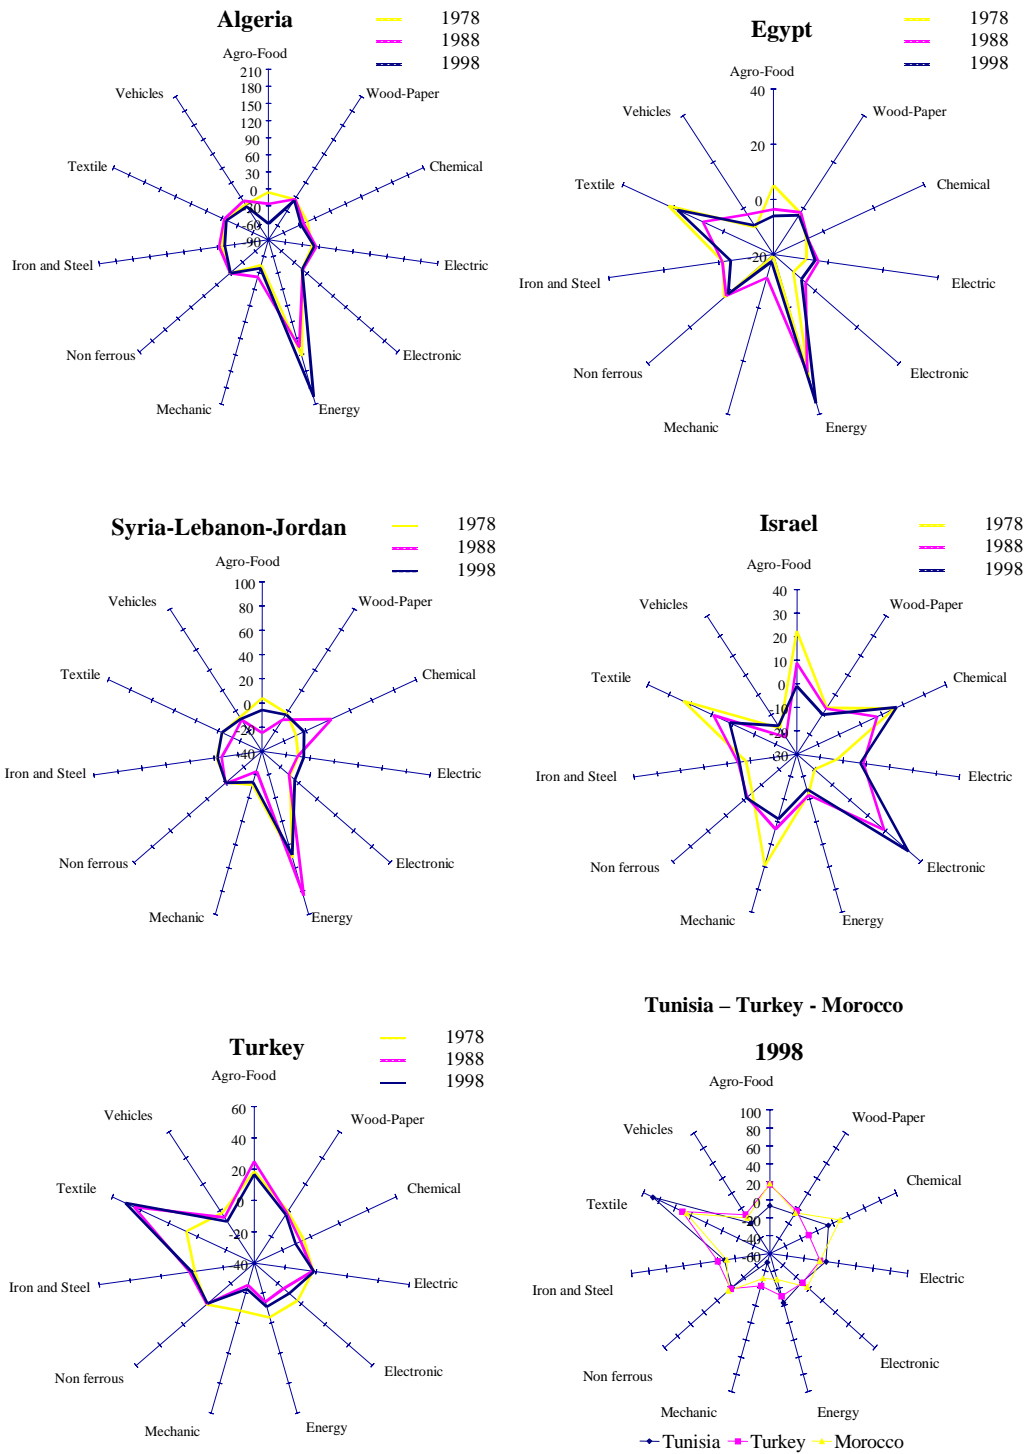 Algeria
1978
1988
1998
Agro-Food
210
180
150
120
90
60
30
0
-30
-60
-90
Vehicles
Wood-Paper
Textile
Chemical
Iron and Steel
Electric
Non ferrous
Electronic
Mechanic
Energy
Egypt
1978
1988
1998
Agro-Food
40
20
0
-20
Vehicles
Wood-Paper
Textile
Chemical
Iron and Steel
Electric
Non ferrous
Electronic
Mechanic
Energy
Syria-Lebanon-Jordan
1978
1988
1998
Agro-Food
100
80
60
40
20
0
-20
-40
Vehicles
Wood-Paper
Textile
Chemical
Iron and Steel
Electric
Non ferrous
Electronic
Mechanic
Energy
Israel
1978
1988
1998
Agro-Food
40
30
20
10
0
-10
-20
-30
Vehicles
Wood-Paper
Textile
Chemical
Iron and Steel
Electric
Non ferrous
Electronic
Mechanic
Energy
Turkey
1978
1988
1998
Agro-Food
60
40
20
0
-20
-40
Vehicles
Wood-Paper
Textile
Chemical
Iron and Steel
Electric
Non ferrous
Electronic
Mechanic
Energy
Tunisia – Turkey - Morocco
1998
Agro-Food
100
80
60
40
20
0
-20
-40
-60
Vehicles
Wood-Paper
Textile
Chemical
Iron and Steel
Electric
Non ferrous
Electronic
Mechanic
Energy
Tunisia Turkey Morocco